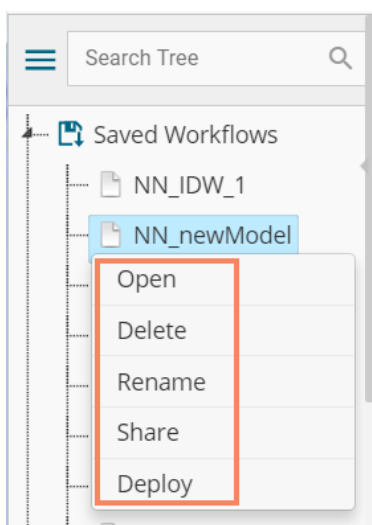 Search Tree
Saved Workflows
NN_IDW_1
NN_newModel
Open
Delete
Rename
Share
Deploy